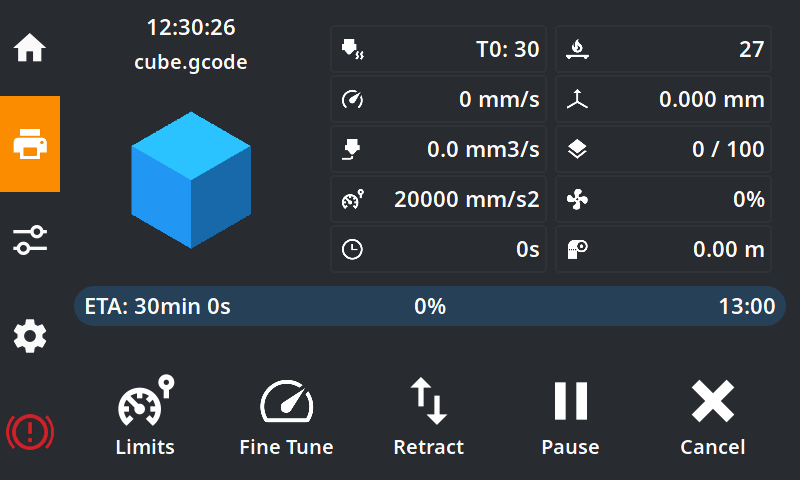 12:30:26
cube.gcode
T0: 30
27
0 mm/s
0.000 mm
0.0 mm3/s
0 / 100
20000 mm/s2
0%
0s
0.00 m
ETA: 30min 0s 0% 13:00
Limits Fine Tune Retract Pause Cancel